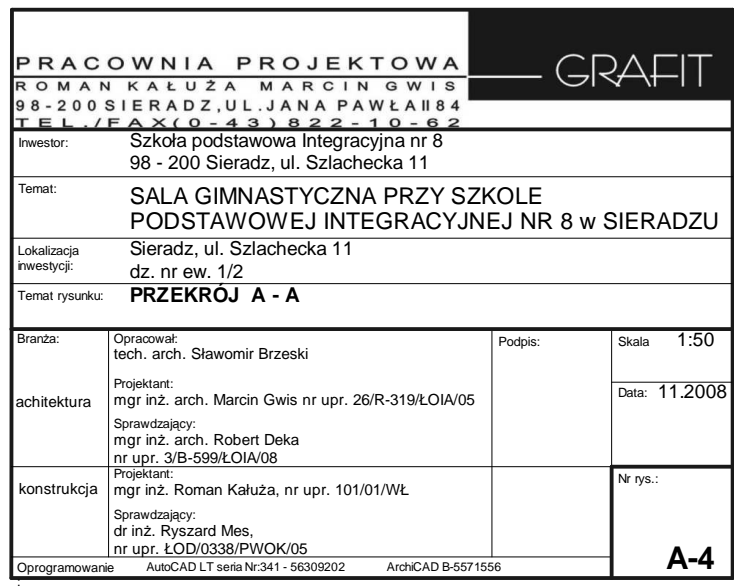 PRACOWNIA PROJEKTOWA
GRAFIT
ROMAN KAŁUŻA MARCIN GWIS
98-200 SIERADZ, UL. JANA PAWŁA II 84
TEL./FAX(0-43)822-10-62
Inwestor: Szkoła podstawowa Integracyjna nr 8
98 - 200 Sieradz, ul. Szlachecka 11
Temat: SALA GIMNASTYCZNA PRZY SZKOLE
PODSTAWOWEJ INTEGRACYJNEJ NR 8 w SIERADZU
Lokalizacja inwestycji: Sieradz, ul. Szlachecka 11
dz. nr ew. 1/2
Temat rysunku: PRZEKRÓJ A - A
Branża:
Opracował:
tech. arch. Sławomir Brzeski
Podpis:
Skala 1:50
achitektura
Projektant:
mgr inż. arch. Marcin Gwis nr upr. 26/R-319/ŁOIA/05
Data: 11.2008
Sprawdzający:
mgr inż. arch. Robert Deka
nr upr. 3/B-599/ŁOIA/08
konstrukcja
Projektant:
mgr inż. Roman Kałuża, nr upr. 101/01/WŁ
Nr rys.:
Sprawdzający:
dr inż. Ryszard Mes,
nr upr. ŁOD/0338/PWOK/05
A-4
Oprogramowanie AutoCAD LT seria Nr:341 - 56309202 ArchiCAD B-5571556